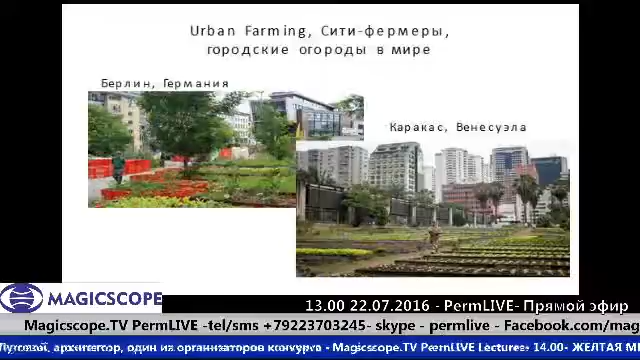 Urban Farming, Сити-фермеры,
городские огороды в мире
Берлин, Германия
Каракас, Венесуэла
MAGICSCOPE
13.00 22.07.2016 - PermLIVE- Прямой эфир
Magicscope.TV PermLIVE -tel/sms +79223703245- skype - permlive - Facebook.com/mag
архитектор, один из организаторов конкурса - Magicscope.TV PermLIVE Lectures- 14.00- ЖЕЛТАЯ